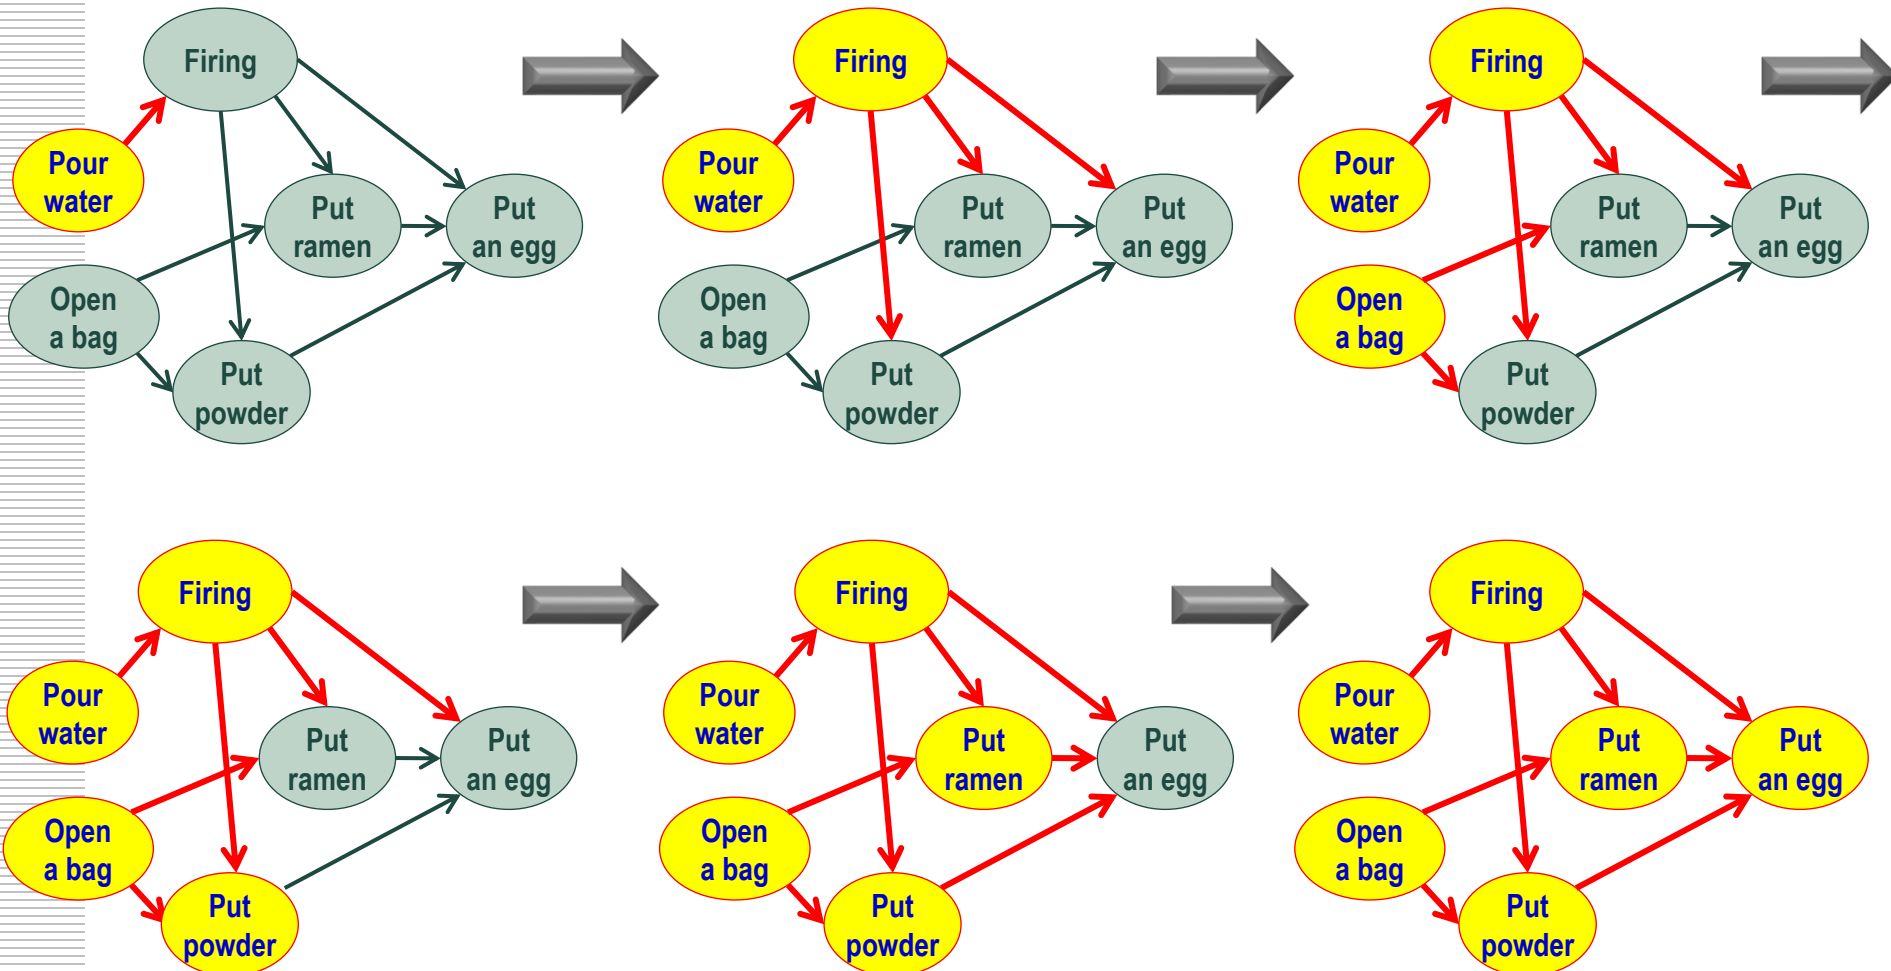 Firing
Pour
water
Put
ramen
Put
an egg
Open
a bag
Put
powder
Firing
Pour
water
Put
ramen
Put
an egg
Open
a bag
Put
powder
Firing
Pour
water
Put
ramen
Put
an egg
Open
a bag
Put
powder
Firing
Pour
water
Put
ramen
Put
an egg
Open
a bag
Put
powder
Firing
Pour
water
Put
ramen
Put
an egg
Open
a bag
Put
powder
Firing
Pour
water
Put
ramen
Put
an egg
Open
a bag
Put
powder